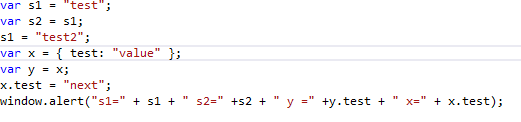 var s1 = "test";
var s2 = s1;
s1 = "test2";
var x = { test: "value" };
var y = x;
x.test = "next";
window.alert("s1=" + s1 + " s2=" +s2 + " y =" +y.test + " x=" + x.test);